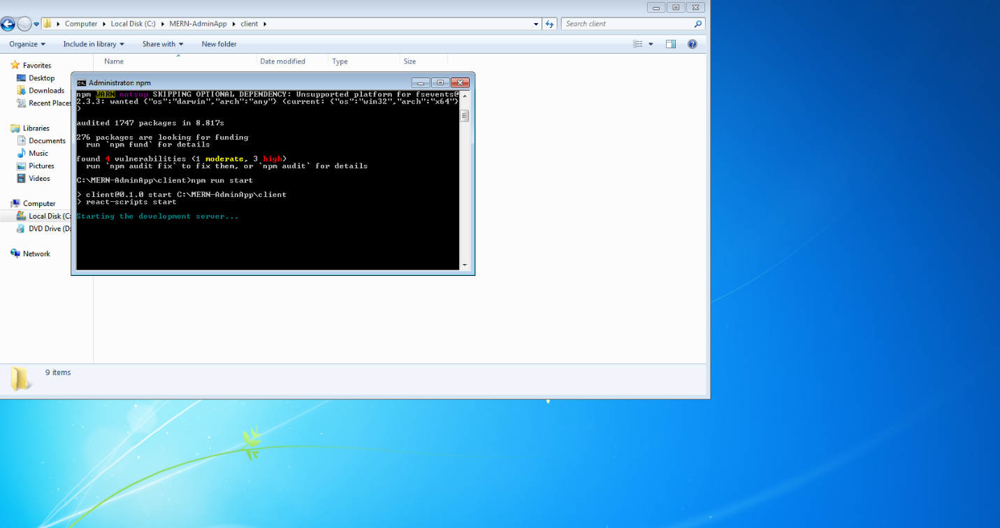 Computer
Local Disk (C:)
MERN-AdminApp
client
Search client
Organize
Include in library
Share with
New folder
Name
Date modified
Type
Size
Favorites
Desktop
Downloads
Recent Places
Libraries
Documents
Music
Pictures
Videos
Computer
Local Disk (C:
DVD Drive (D:
Network
Administrator: npm
npm WARN notsup SKIPPING OPTIONAL DEPENDENCY: Unsupported platform for fsevents@
2.3.3: wanted {"os":"darwin","arch":"any"} (current: {"os":"win32","arch":"x64"}
)
audited 1747 packages in 8.817s
276 packages are looking for funding
run `npm fund` for details
found 4 vulnerabilities (1 moderate, 3 high)
run `npm audit fix` to fix them, or `npm audit` for details
C:\MERN-AdminApp\client>npm run start
> client@0.1.0 start C:\MERN-AdminApp\client
> react-scripts start
Starting the development server...
9 items